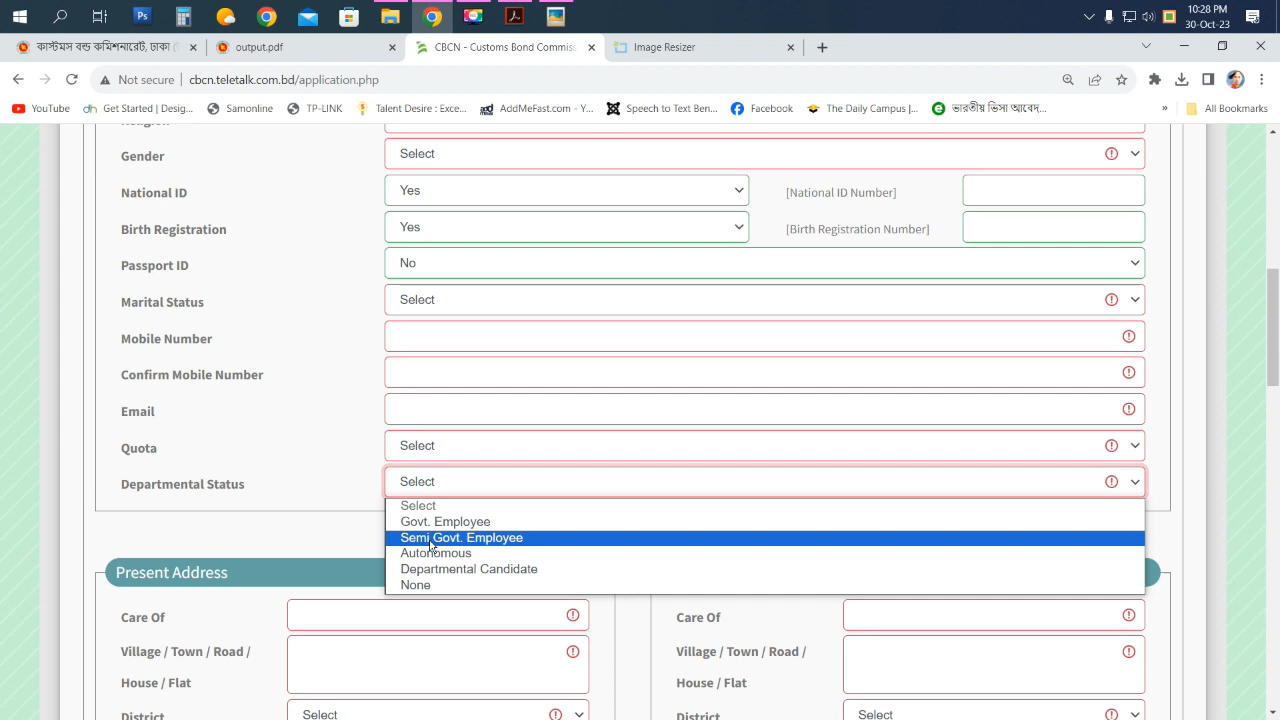 10:28 PM
30-Oct-23
কাস্টমস বন্ড কমিশনারেট, ঢাকা (
output.pdf
CBCN - Customs Bond Commiss
Image Resizer
Not secure
cbcn.teletalk.com.bd/application.php
YouTube
Get Started | Desig...
Samonline
TP-LINK
Talent Desire : Exce...
AddMeFast.com - Y...
Speech to Text Ben...
Facebook
The Daily Campus |...
ভারতীয় ভিসা আবেদ...
»
All Bookmarks
Religion
Gender
Select
National ID
Yes
[National ID Number]
Birth Registration
Yes
[Birth Registration Number]
Passport ID
No
Marital Status
Select
Mobile Number
Confirm Mobile Number
Email
Quota
Select
Departmental Status
Select
Select
Govt. Employee
Semi Govt. Employee
Autonomous
Departmental Candidate
None
Present Address
Care Of
Care Of
Village / Town / Road /
House / Flat
Village / Town / Road /
House / Flat
District
Select
District
Select